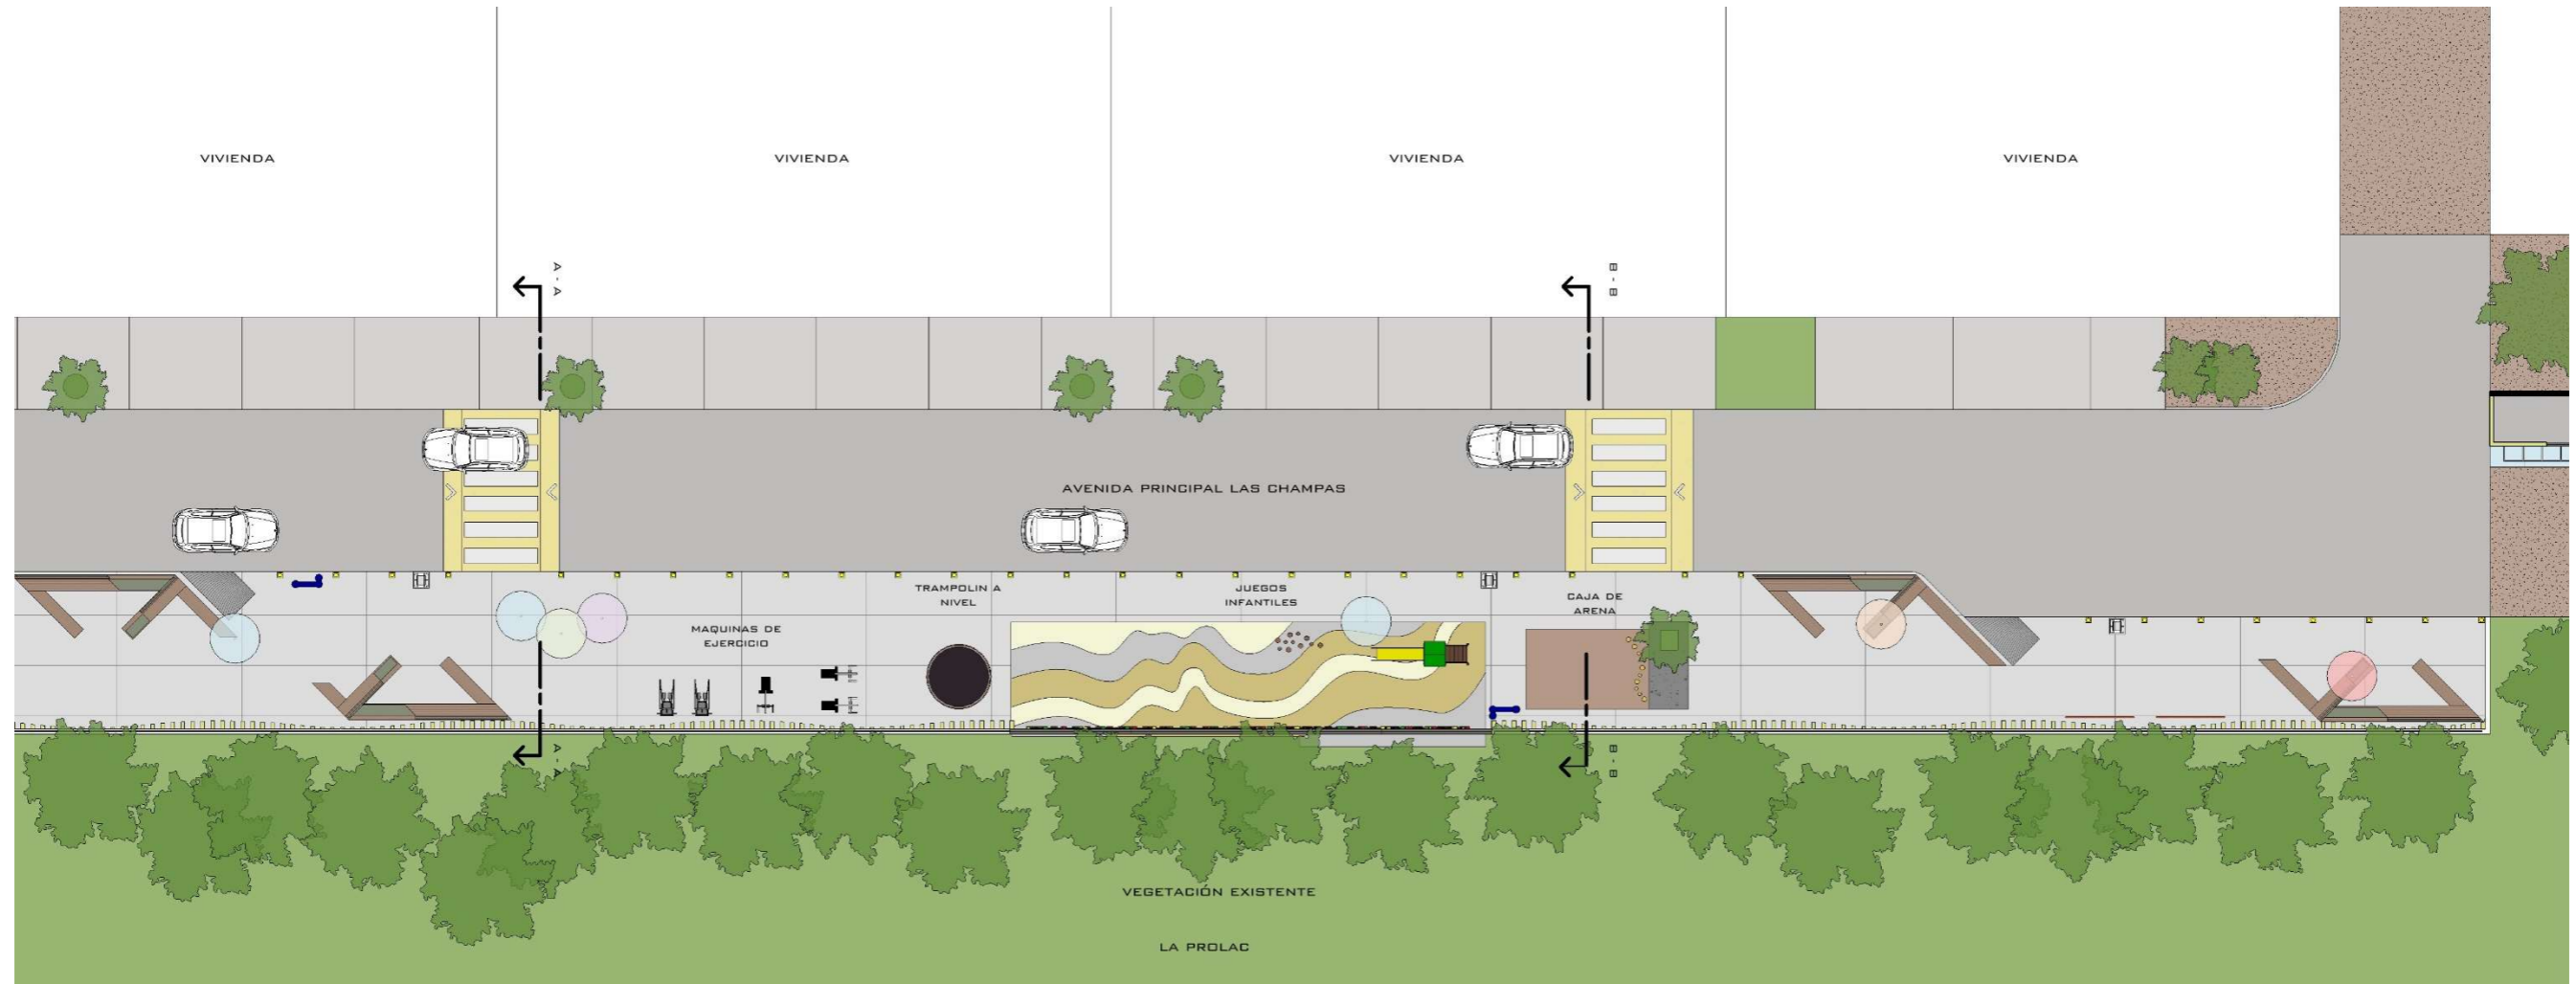 VIVIENDA
VIVIENDA
VIVIENDA
VIVIENDA
A - A
B - B
AVENIDA PRINCIPAL LAS CHAMPAS
TRAMPOLIN A
NIVEL
JUEGOS
INFANTILES
CAJA DE
ARENA
MAQUINAS DE
EJERCICIO
A - A
B - B
VEGETACIÓN EXISTENTE
LA PROLAC